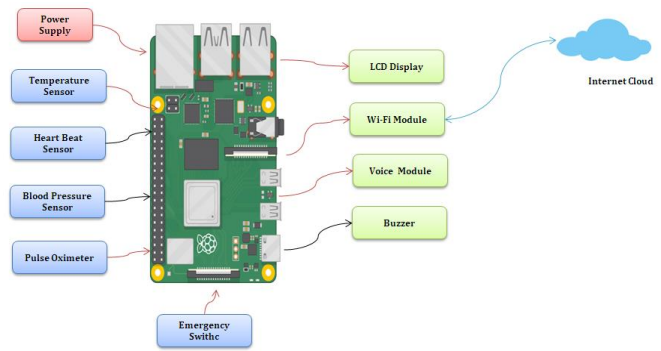 Power
Supply
Temperature
Sensor
Heart Beat
Sensor
Blood Pressure
Sensor
Pulse Oximeter
Emergency
Swithc
LCD Display
Wi-Fi Module
Voice Module
Buzzer
Internet Cloud